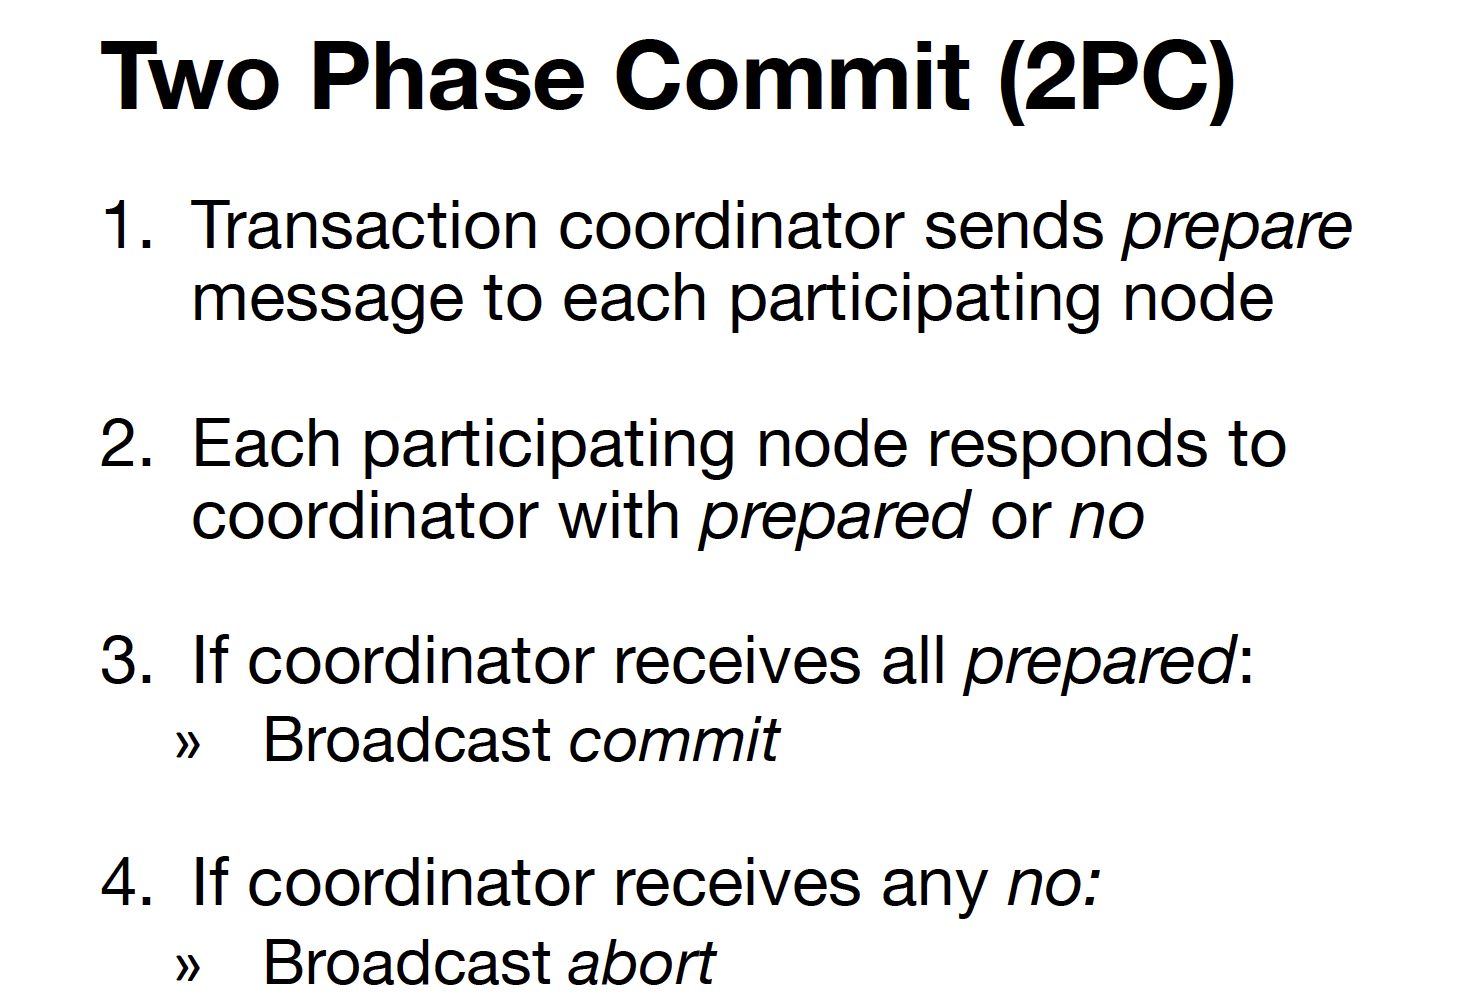 Two Phase Commit (2PC)
1. Transaction coordinator sends prepare
message to each participating node
2. Each participating node responds to
coordinator with prepared or no
3. If coordinator receives all prepared:
» Broadcast commit
4. If coordinator receives any no:
» Broadcast abort